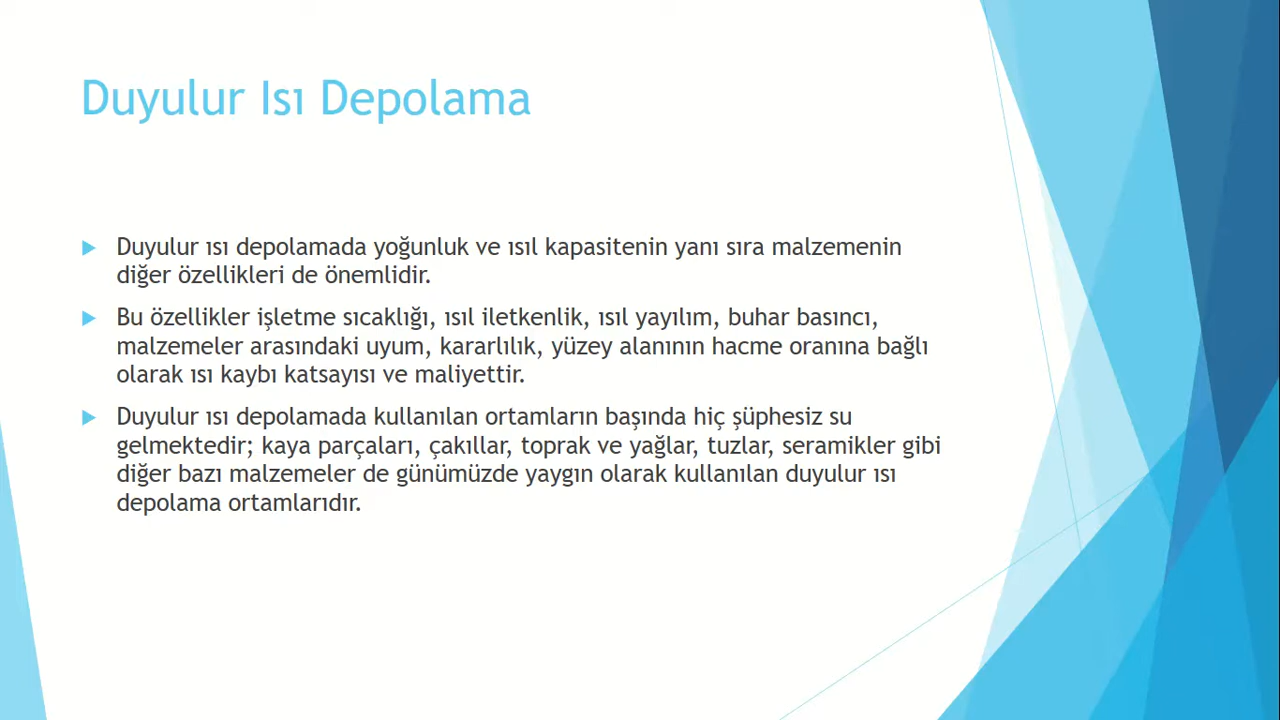 Duyulur Isı Depolama
Duyulur ısı depolamada yoğunluk ve ısıl kapasitenin yanı sıra malzemenin
diğer özellikleri de önemlidir.
Bu özellikler işletme sıcaklığı, ısıl iletkenlik, ısıl yayılım, buhar basıncı,
malzemeler arasındaki uyum, kararlılık, yüzey alanının hacme oranına bağlı
olarak ısı kaybı katsayısı ve maliyettir.
Duyulur ısı depolamada kullanılan ortamların başında hiç şüphesiz su
gelmektedir; kaya parçaları, çakıllar, toprak ve yağlar, tuzlar, seramikler gibi
diğer bazı malzemeler de günümüzde yaygın olarak kullanılan duyulur ısı
depolama ortamlarıdır.